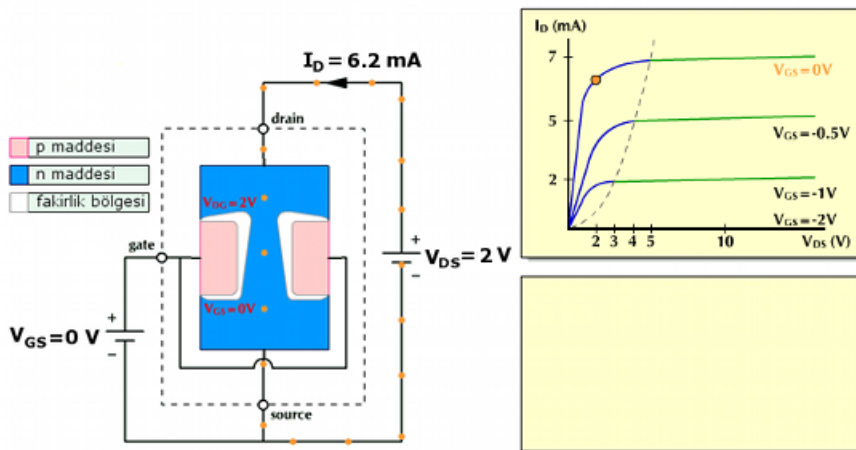 I_D = 6.2 mA
drain
p maddesi
n maddesi
fakirlik bölgesi
V_DG=2V
gate
V_DS=2 V
V_GS=0V
V_GS=0 V
source
I_D (mA)
7
V_GS=0V
5
V_GS=-0.5V
2
V_GS=-1V
V_GS=-2V
2 3 4 5 10 V_DS (V)